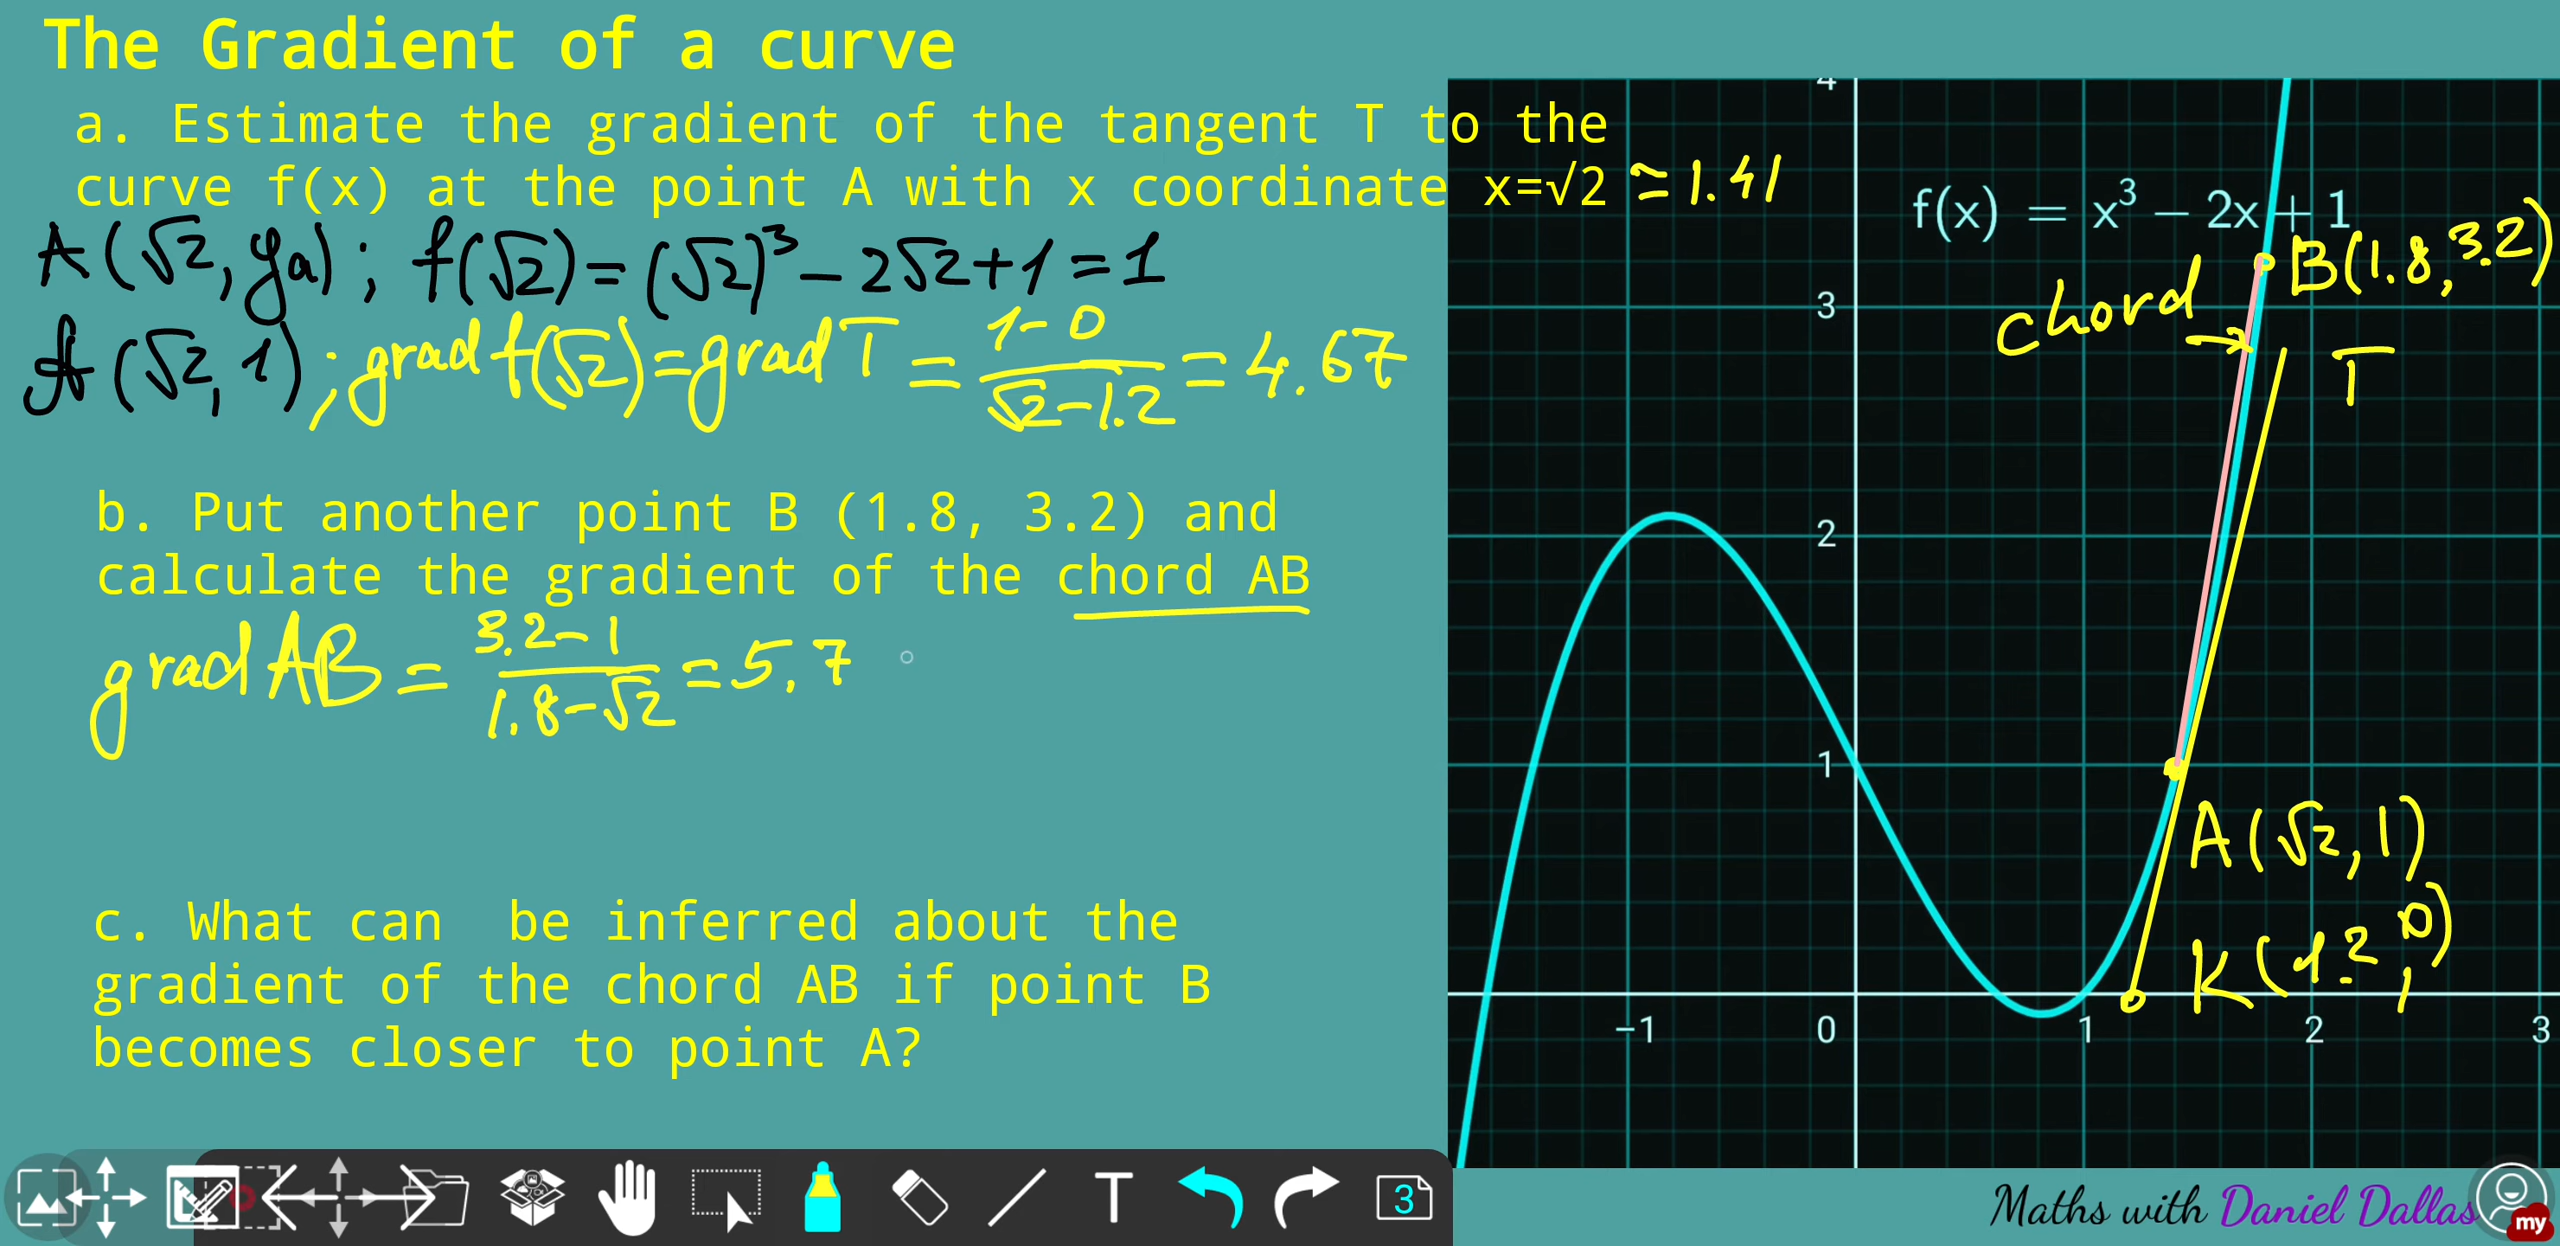 The Gradient of a curve
a. Estimate the gradient of the tangent T to the
curve f(x) at the point A with x coordinate x=√2 ≃ 1.41
A(√2, ya); f(√2)=(√2)³-2√2+1=1
A(√2, 1); grad f(√2)=grad T = (1-0)/(√2-1.2) = 4.67
b. Put another point B (1.8, 3.2) and
calculate the gradient of the chord AB
grad AB = (3.2-1)/(1.8-√2) = 5.7
c. What can be inferred about the
gradient of the chord AB if point B
becomes closer to point A?
4
f(x) = x³ − 2x + 1
B(1.8, 3.2)
chord
3
T
2
1
A(√2, 1)
K(1.2, 0)
−1 0 1 2 3
T 3
Maths with Daniel Dallas
my